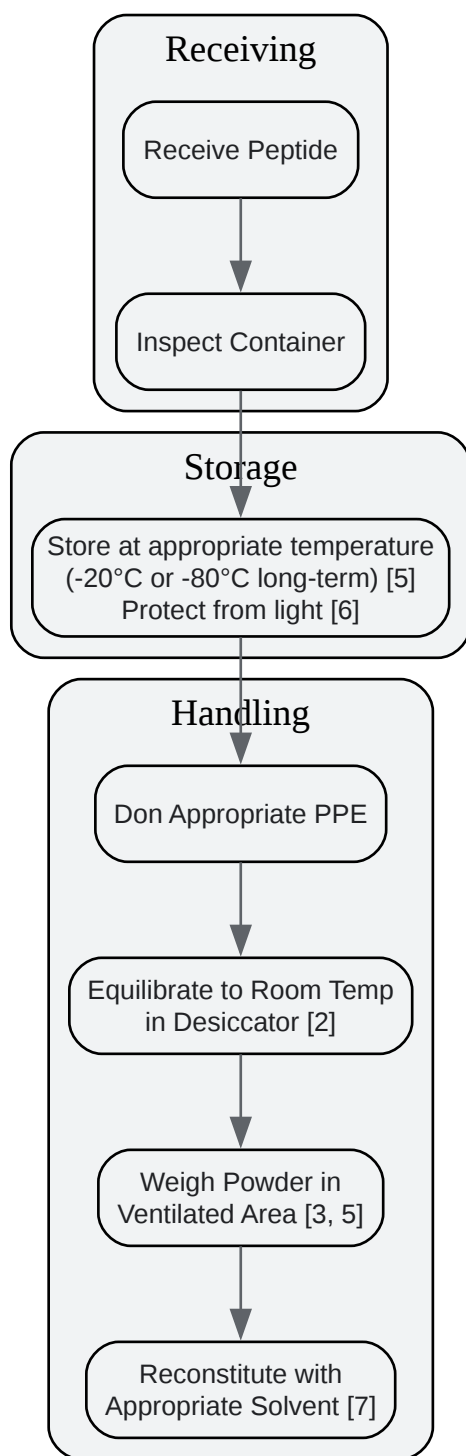 Receiving
Receive Peptide
Inspect Container
Storage
Store at appropriate temperature
(-20°C or -80°C long-term) [5]
Protect from light [6]
Handling
Don Appropriate PPE
Equilibrate to Room Temp
in Desiccator [2]
Weigh Powder in
Ventilated Area [3, 5]
Reconstitute with
Appropriate Solvent [7]